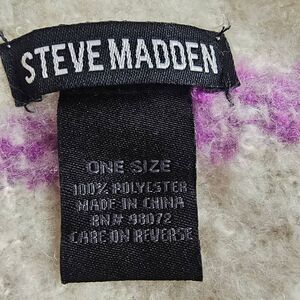 STEVE MADDEN
ONE SIZE
100% POLYESTER
MADE IN CHINA
RN# 98072
CARE ON REVERSE